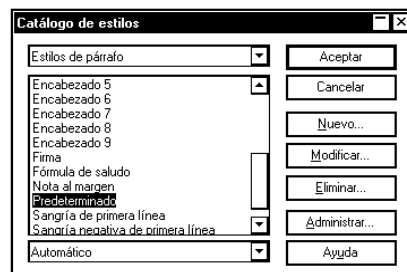 Catálogo de estilos
Estilos de párrafo
Encabezado 5
Encabezado 6
Encabezado 7
Encabezado 8
Encabezado 9
Firma
Fórmula de saludo
Nota al margen
Predeterminado
Sangría de primera línea
Sangría negativa de primera línea
Automático
Aceptar
Cancelar
Nuevo...
Modificar...
Eliminar...
Administrar...
Ayuda